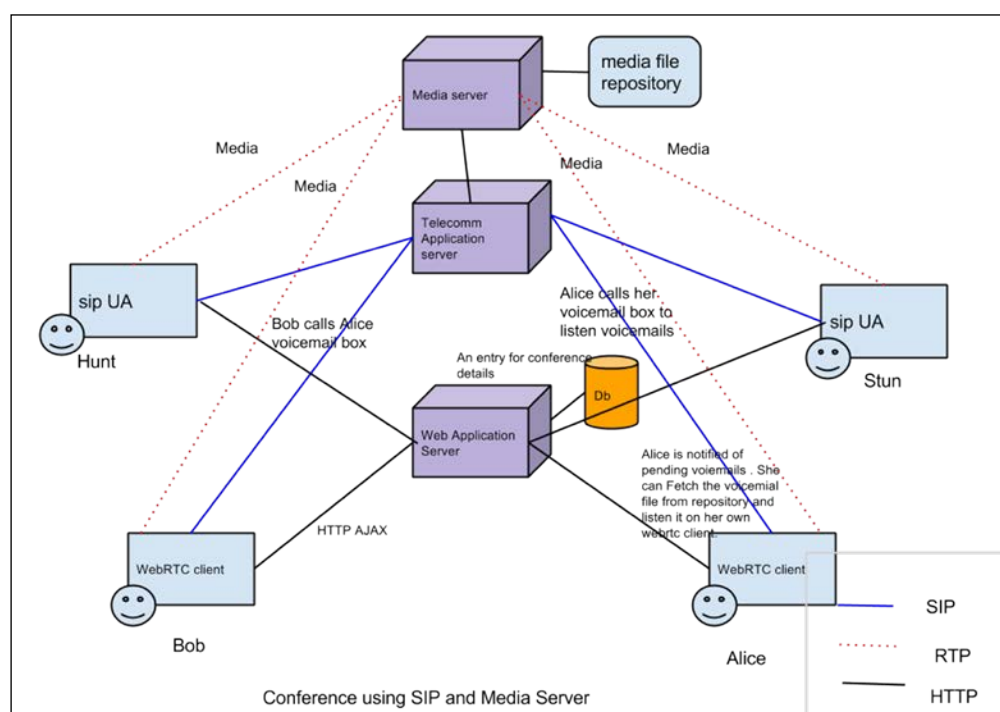 media file
repository
Media server
Media
Media
Media
Media
Telecomm
Application
server
sip UA
Hunt
Bob calls Alice
voicemail box
Alice calls her
voicemail box to
listen voicemails
sip UA
Stun
An entry for conference
details
Db
Web Application
Server
Alice is notified of
pending voiemails . She
can Fetch the voicemial
file from repository and
listen it on her own
webrtc client.
HTTP AJAX
WebRTC client
Bob
WebRTC client
Alice
SIP
RTP
HTTP
Conference using SIP and Media Server